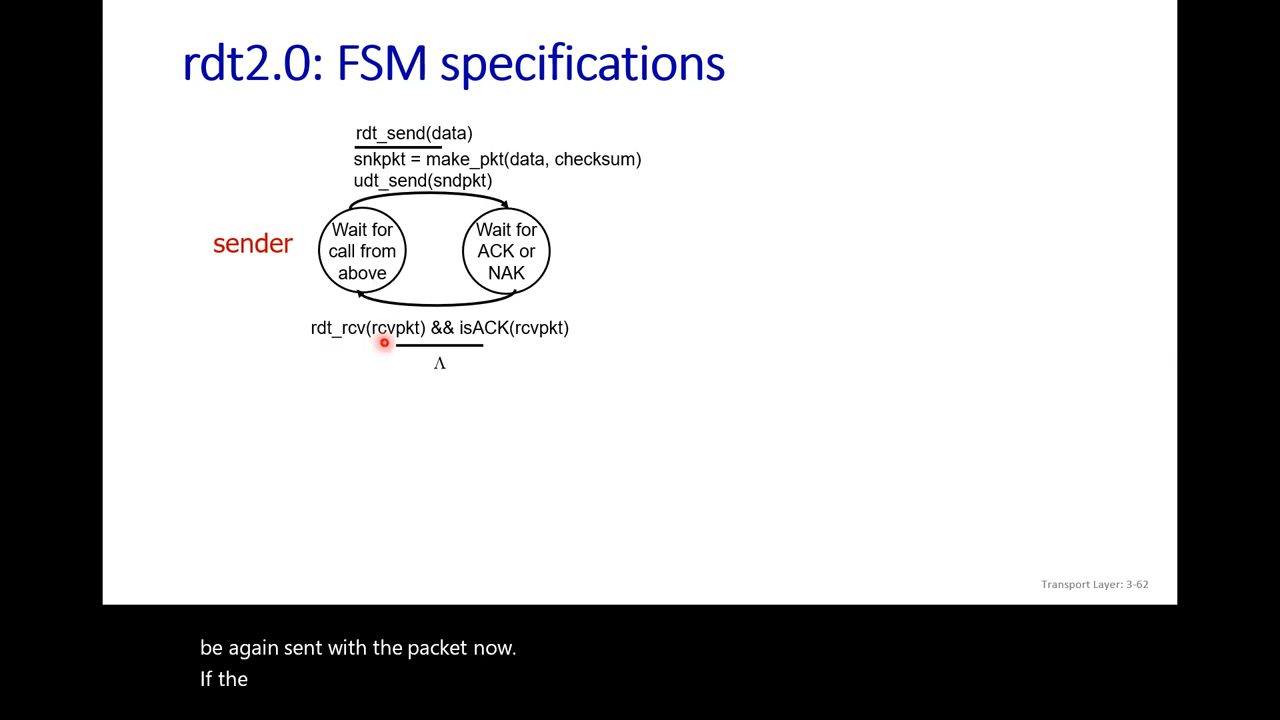 rdt2.0: FSM specifications
rdt_send(data)
snkpkt = make_pkt(data, checksum)
udt_send(sndpkt)
sender
Wait for
call from
above
Wait for
ACK or
NAK
rdt_rcv(rcvpkt) && isACK(rcvpkt)
Λ
Transport Layer: 3-62
be again sent with the packet now.
If the